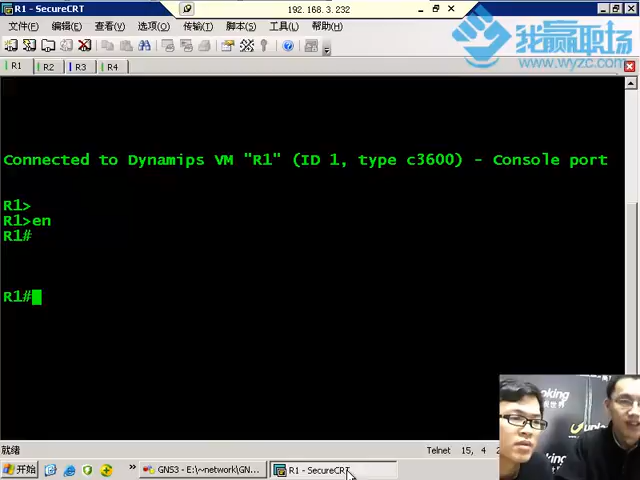 R1 - SecureCRT
192.168.3.232
文件(F) 编辑(E) 查看(V) 选项(O) 传输(T) 工具(L) 帮助(H)
我赢职场
www.wyzc.com
R1 R2 R3 R4
Connected to Dynamips VM "R1" (ID 1, type c3600) - Console port
R1>
R1>en
R1#
R1#
oking
就绪
Telnet
15, 4
开始
GNS3 - E:\~network\GN...
R1 - SecureCRT